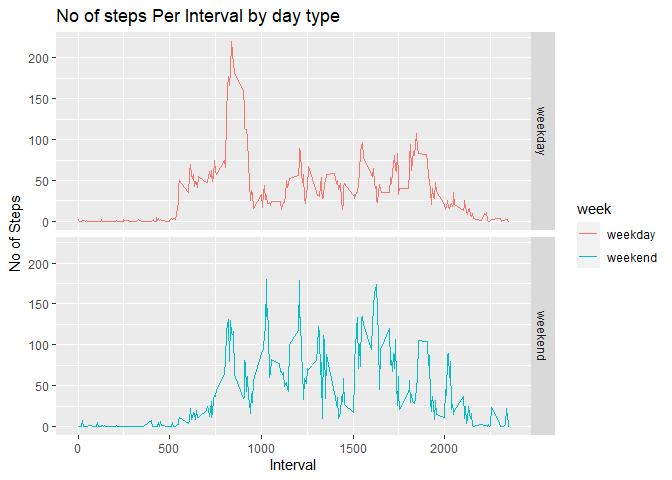 No of steps Per Interval by day type
No of Steps
200
150
100
50
0
weekday
200
150
100
50
0
weekend
0 500 1000 1500 2000
Interval
week
weekday
weekend